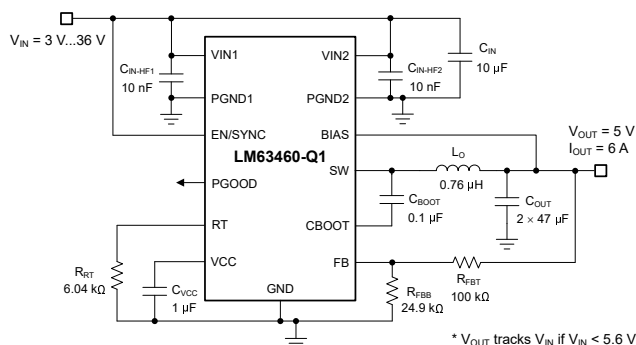 V_IN = 3 V...36 V
C_IN-HF1
10 nF
VIN1
PGND1
EN/SYNC
PGOOD
RT
VCC
LM63460-Q1
GND
VIN2
PGND2
BIAS
SW
CBOOT
FB
C_IN-HF2
10 nF
C_IN
10 µF
V_OUT = 5 V
I_OUT = 6 A
L_O
0.76 µH
C_BOOT
0.1 µF
C_OUT
2 × 47 µF
R_RT
6.04 kΩ
C_VCC
1 µF
R_FBB
24.9 kΩ
R_FBT
100 kΩ
* V_OUT tracks V_IN if V_IN < 5.6 V